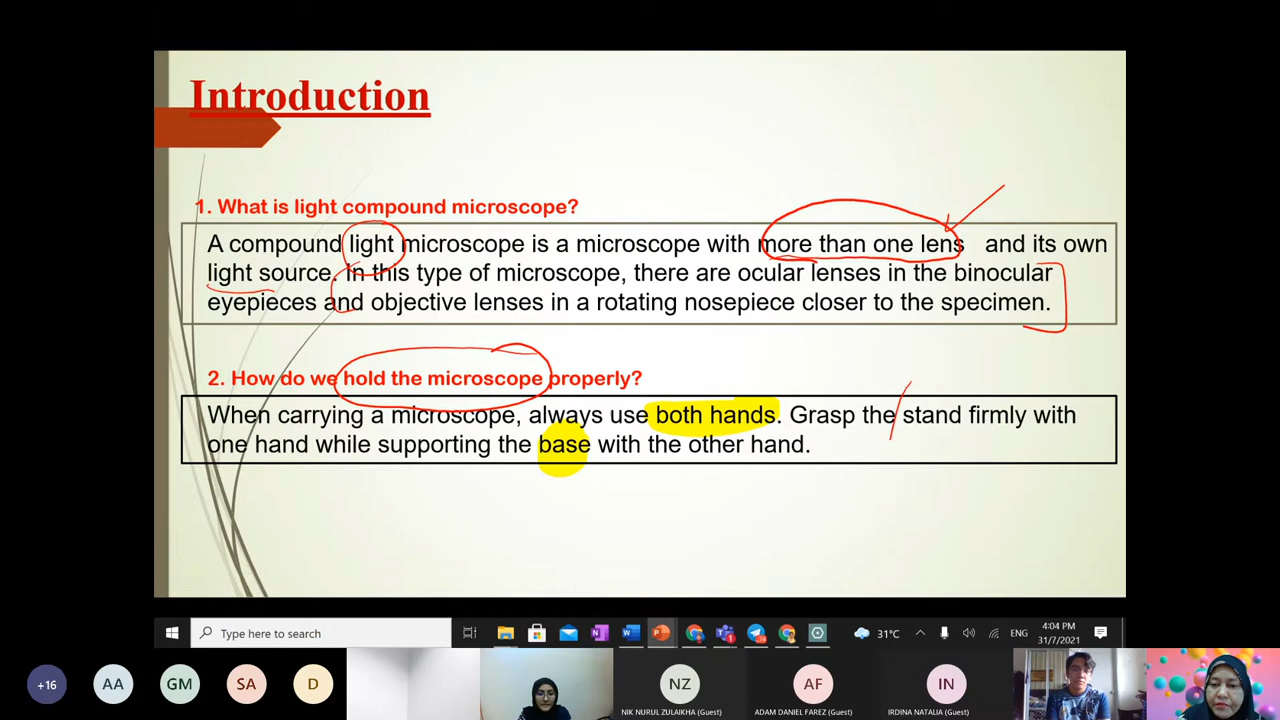 Introduction
1. What is light compound microscope?
A compound light microscope is a microscope with more than one lens and its own
light source. In this type of microscope, there are ocular lenses in the binocular
eyepieces and objective lenses in a rotating nosepiece closer to the specimen.
2. How do we hold the microscope properly?
When carrying a microscope, always use both hands. Grasp the stand firmly with
one hand while supporting the base with the other hand.
Type here to search
31°C
ENG
4:04 PM
31/7/2021
+16
AA
GM
SA
D
NZ
NIK NURUL ZULAIKHA (Guest)
AF
ADAM DANIEL FAREZ (Guest)
IN
IRDINA NATALIA (Guest)